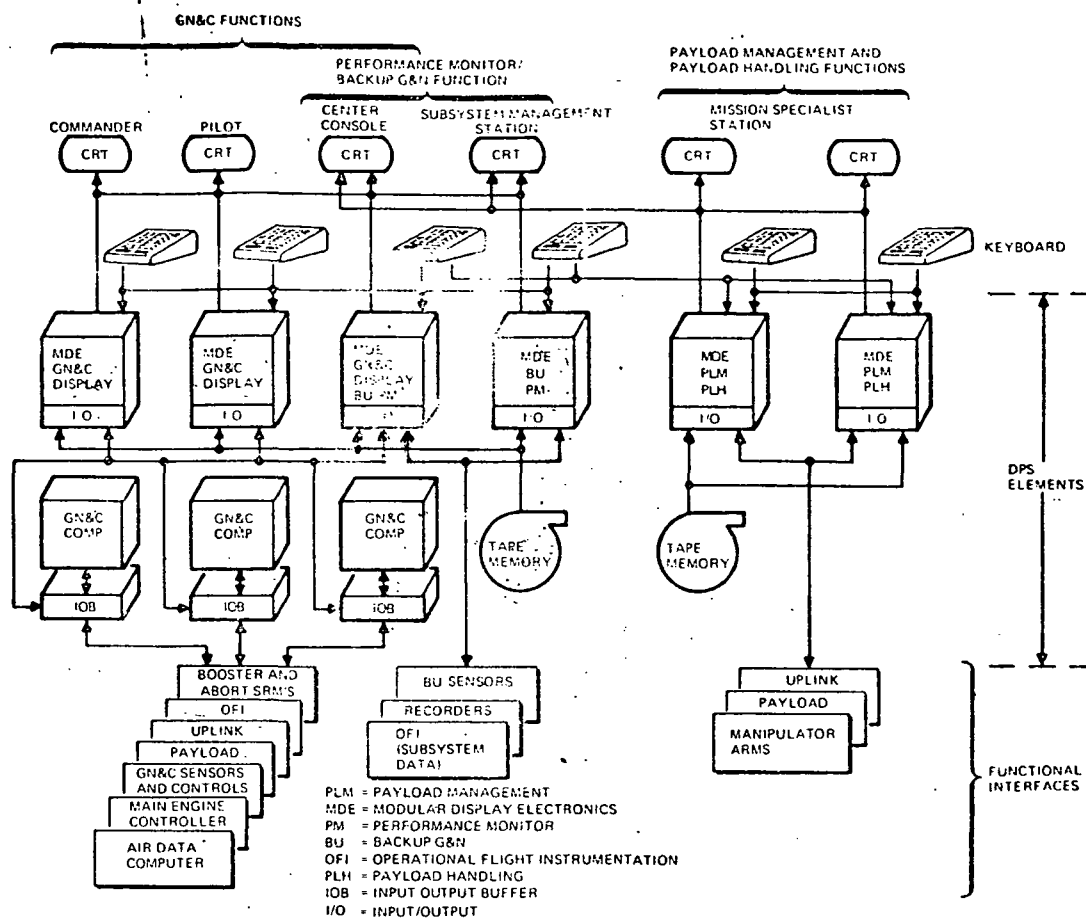 GN&C FUNCTIONS
PERFORMANCE MONITOR/
BACKUP G&N FUNCTION
PAYLOAD MANAGEMENT AND
PAYLOAD HANDLING FUNCTIONS
COMMANDER
PILOT
CENTER
CONSOLE
SUBSYSTEM MANAGEMENT
STATION
MISSION SPECIALIST
STATION
CRT
CRT
CRT
CRT
CRT
CRT
KEYBOARD
MDE
GN&C
DISPLAY
I/O
MDE
GN&C
DISPLAY
I/O
MDE
GN&C
DISPLAY
BU PM
MDE
BU
PM
I/O
MDE
PLM
PLH
I/O
MDE
PLM
PLH
I/O
DPS
ELEMENTS
GN&C
COMP
IOB
GN&C
COMP
IOB
GN&C
COMP
IOB
TAPE
MEMORY
TAPE
MEMORY
BOOSTER AND
ABORT SRM'S
OFI
UPLINK
PAYLOAD
GN&C SENSORS
AND CONTROLS
MAIN ENGINE
CONTROLLER
AIR DATA
COMPUTER
BU SENSORS
RECORDERS
OFI
(SUBSYSTEM
DATA)
UPLINK
PAYLOAD
MANIPULATOR
ARMS
FUNCTIONAL
INTERFACES
PLM = PAYLOAD MANAGEMENT
MDE = MODULAR DISPLAY ELECTRONICS
PM = PERFORMANCE MONITOR
BU = BACKUP G&N
OFI = OPERATIONAL FLIGHT INSTRUMENTATION
PLH = PAYLOAD HANDLING
IOB = INPUT OUTPUT BUFFER
I/O = INPUT/OUTPUT